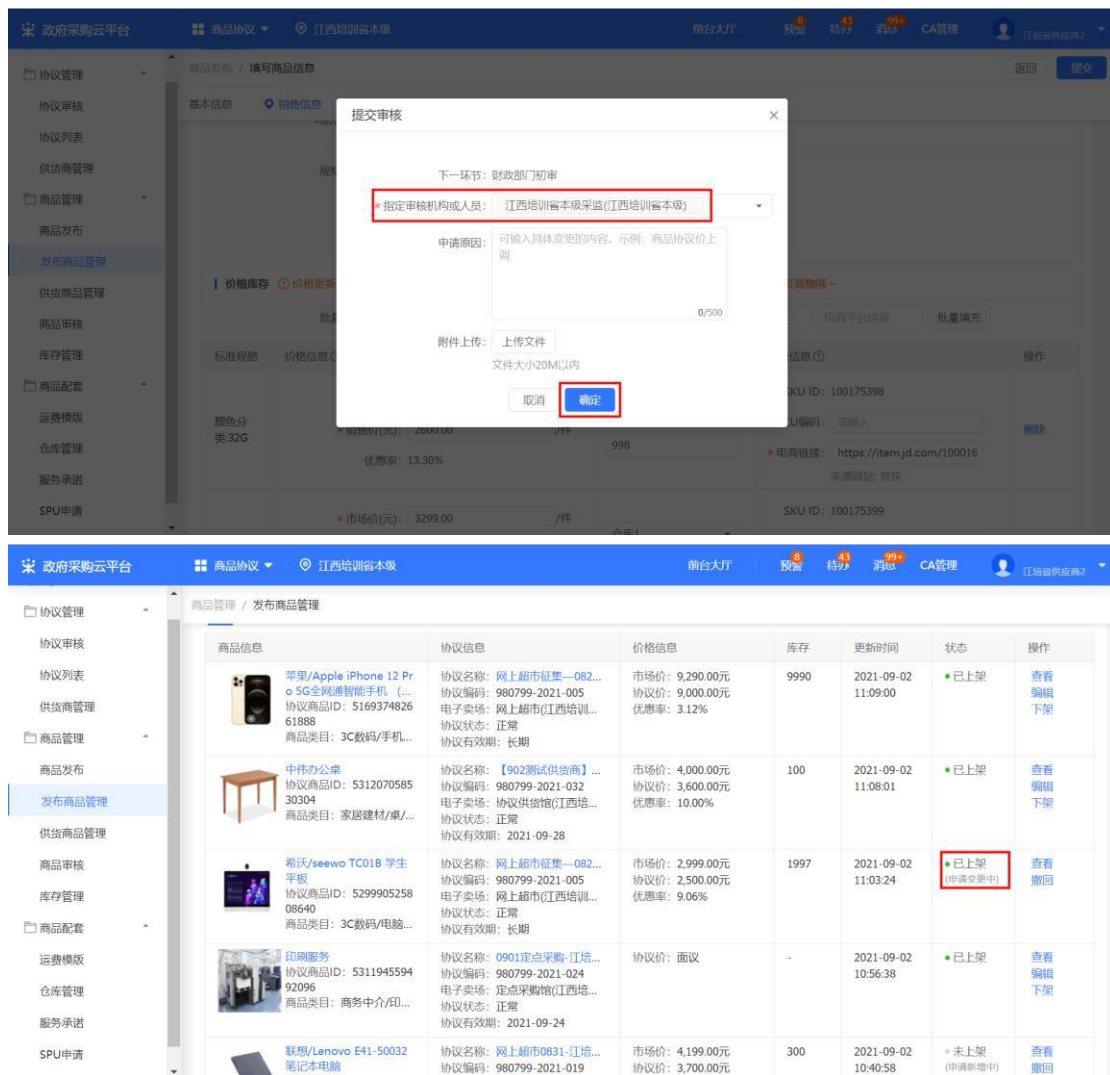 政府采购云平台
商品协议
江西培训省本级
前台大厅
预警
8
待办
43
消息
99+
CA管理
江培省供应商2
协议管理
协议审核
协议列表
供货商管理
商品管理
商品发布
发布商品管理
供货商品管理
商品审核
库存管理
商品配套
运费模版
仓库管理
服务承诺
SPU申请
商品发布 / 填写商品信息
返回
提交
基本信息
销售信息
提交审核
×
下一环节: 财政部门初审
* 指定审核机构或人员: 江西培训省本级采监(江西培训省本级)
申请原因: 可输入具体变更的内容。示例: 商品协议价上
调
0/500
附件上传: 上传文件
文件大小20M以内
取消
确定
价格库存
价格更新
电商平台链接
批量填充
标准规格
价格信息
操作
颜色分
类:32G
* 销售价(元): 2600.00 /件
优惠率: 13.30%
998
SKU ID: 100175398
请输入
* 电商链接: https://item.jd.com/100016
来源网站: 京东
删除
* 市场价(元): 3299.00 /件
SKU ID: 100175399
政府采购云平台
商品协议
江西培训省本级
前台大厅
预警
8
待办
43
消息
99+
CA管理
江培省供应商2
协议管理
协议审核
协议列表
供货商管理
商品管理
商品发布
发布商品管理
供货商品管理
商品审核
库存管理
商品配套
运费模版
仓库管理
服务承诺
SPU申请
商品管理 / 发布商品管理
商品信息 协议信息 价格信息 库存 更新时间 状态 操作
苹果/Apple iPhone 12 Pr
o 5G全网通智能手机 (...
协议商品ID: 5169374826
61888
商品类目: 3C数码/手机...
协议名称: 网上超市征集—082...
协议编码: 980799-2021-005
电子卖场: 网上超市(江西培训...
协议状态: 正常
协议有效期: 长期
市场价: 9,290.00元
协议价: 9,000.00元
优惠率: 3.12%
9990
2021-09-02
11:09:00
已上架
查看
编辑
下架
中伟办公桌
协议商品ID: 5312070585
30304
商品类目: 家居建材/桌/...
协议名称: 【902测试供货商】...
协议编码: 980799-2021-032
电子卖场: 协议供货馆(江西培...
协议状态: 正常
协议有效期: 2021-09-28
市场价: 4,000.00元
协议价: 3,600.00元
优惠率: 10.00%
100
2021-09-02
11:08:01
已上架
查看
编辑
下架
希沃/seewo TC01B 学生
平板
协议商品ID: 5299905258
08640
商品类目: 3C数码/电脑...
协议名称: 网上超市征集—082...
协议编码: 980799-2021-005
电子卖场: 网上超市(江西培训...
协议状态: 正常
协议有效期: 长期
市场价: 2,999.00元
协议价: 2,500.00元
优惠率: 9.06%
1997
2021-09-02
11:03:24
已上架
(申请变更中)
查看
撤回
印刷服务
协议商品ID: 5311945594
92096
商品类目: 商务中介/印...
协议名称: 0901定点采购-江培...
协议编码: 980799-2021-024
电子卖场: 定点采购馆(江西培...
协议状态: 正常
协议有效期: 2021-09-24
协议价: 面议
-
2021-09-02
10:56:38
已上架
查看
编辑
下架
联想/Lenovo E41-50032
笔记本电脑
协议名称: 网上超市0831-江培...
协议编码: 980799-2021-019
市场价: 4,199.00元
协议价: 3,700.00元
300
2021-09-02
10:40:58
未上架
(申请新增中)
查看
撤回